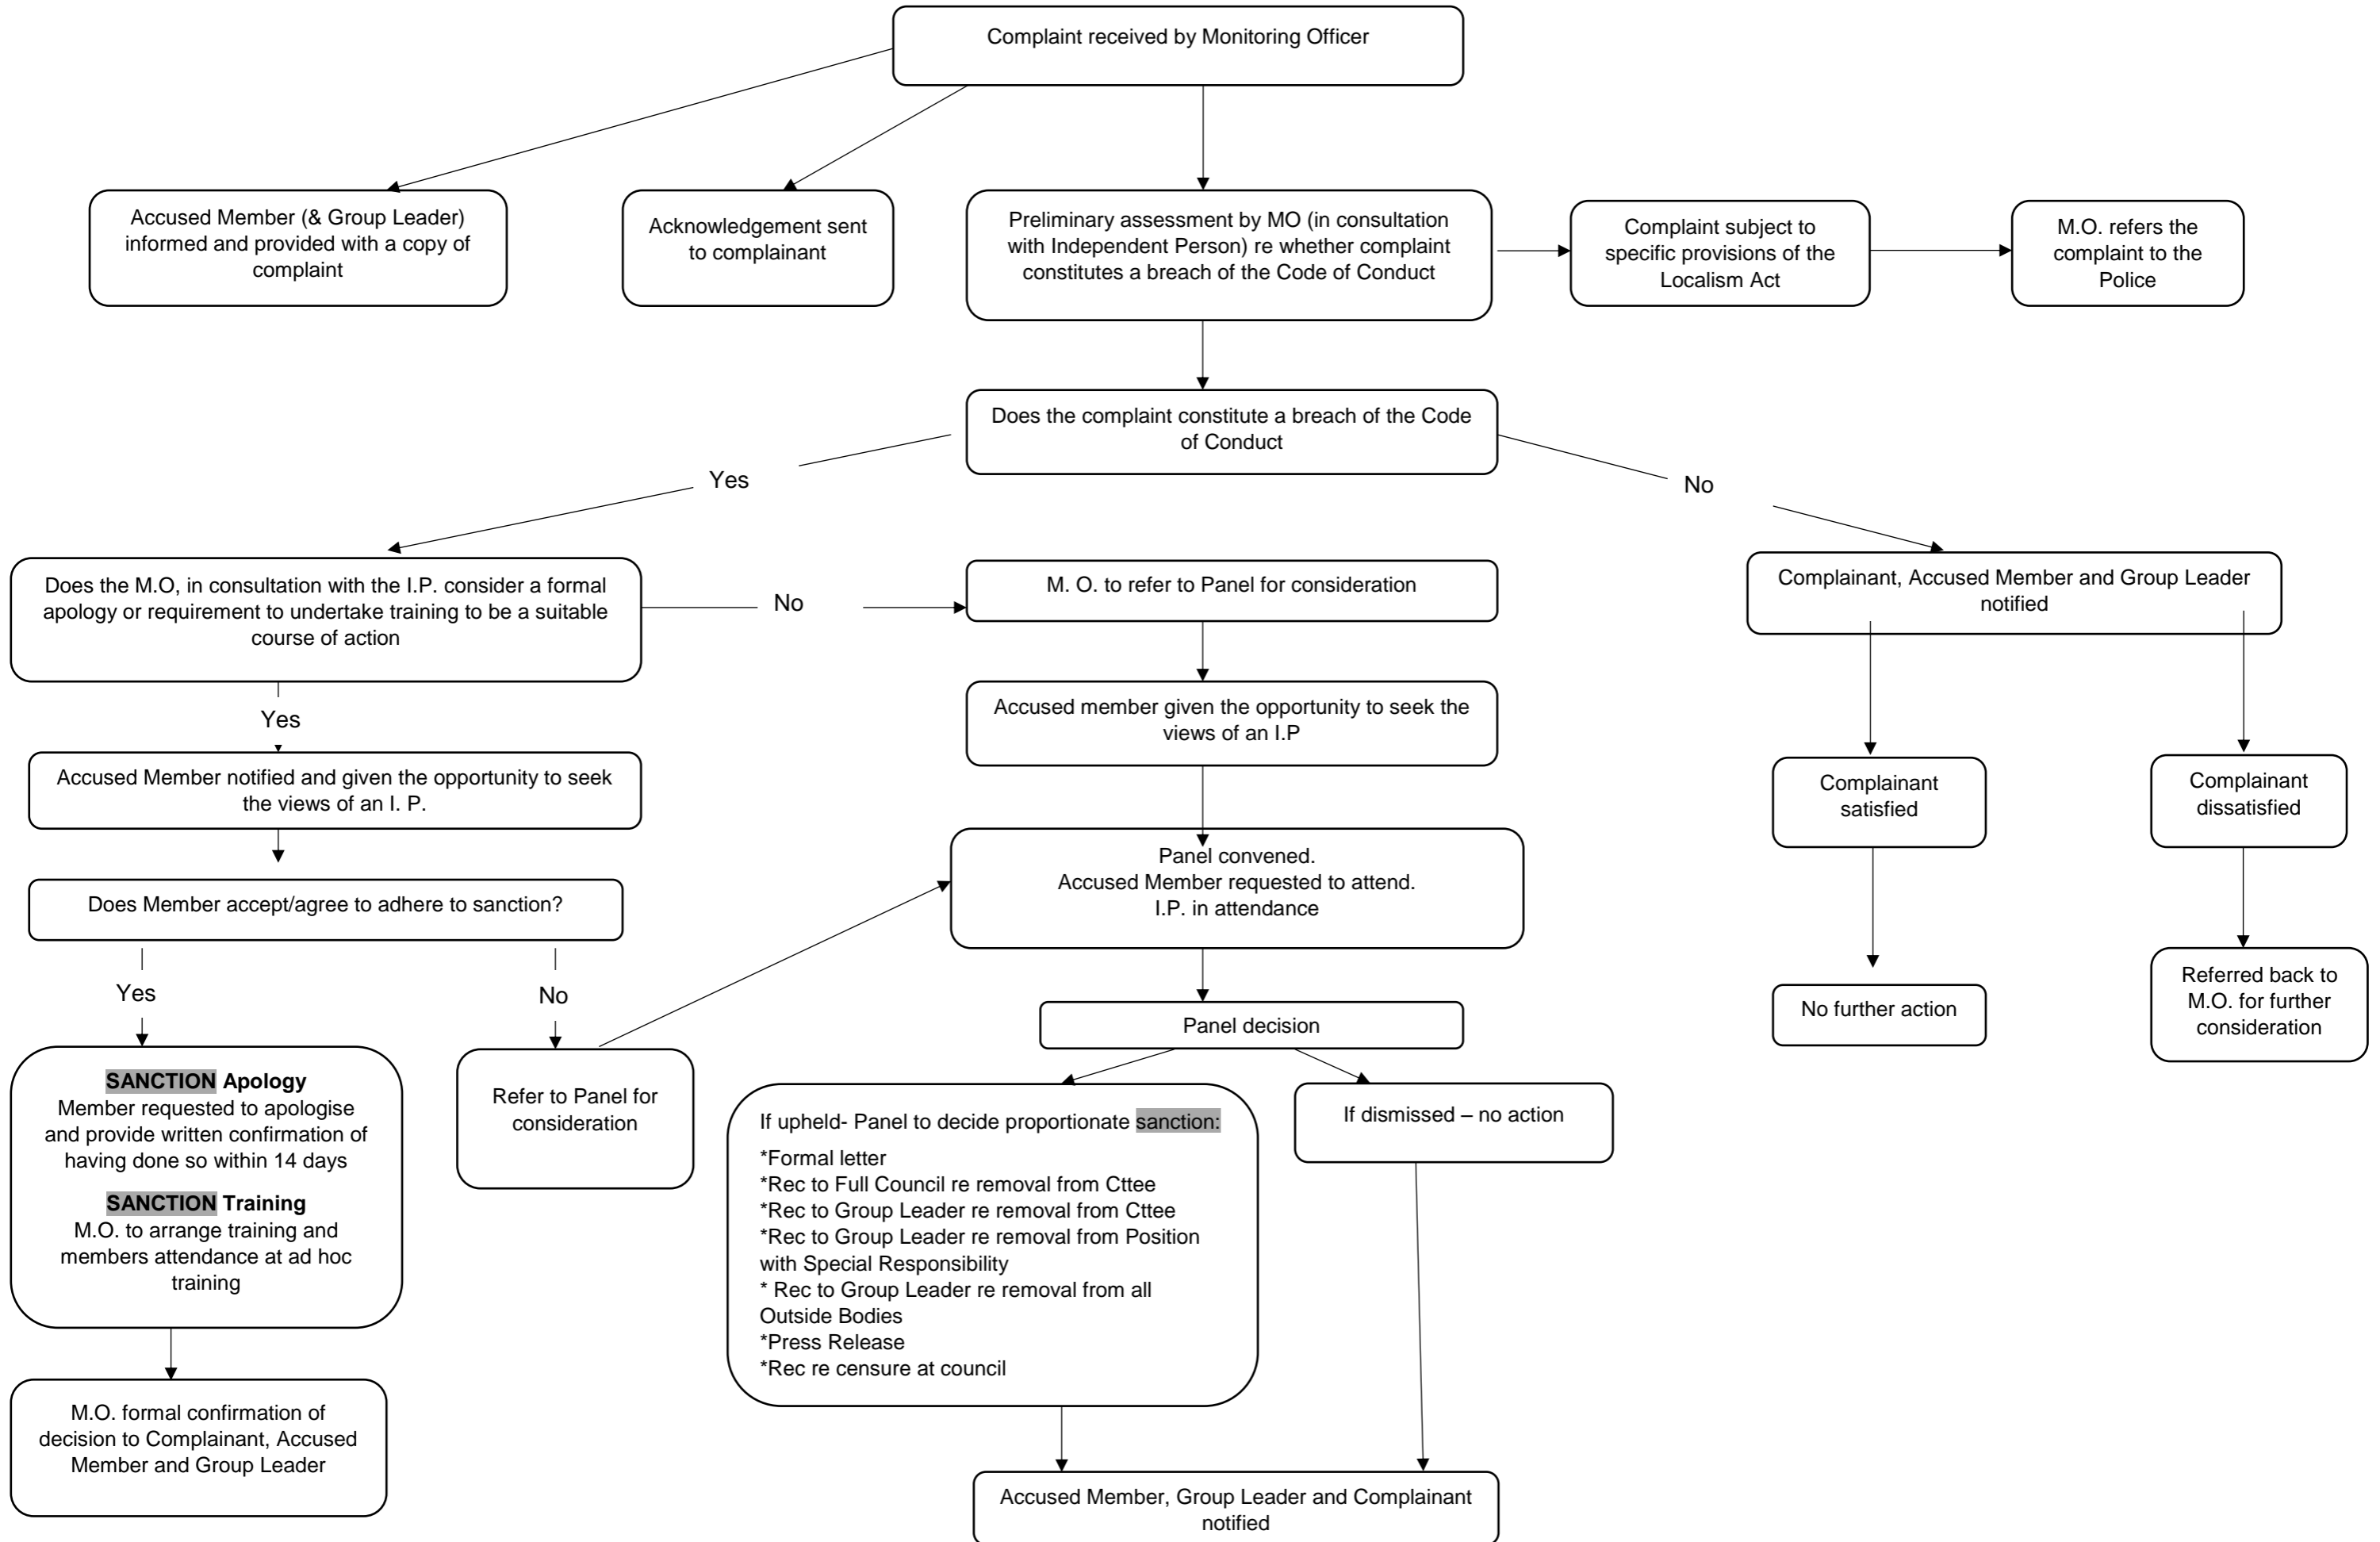 Complaint received by Monitoring Officer
Accused Member (& Group Leader)
informed and provided with a copy of
complaint
Acknowledgement sent
to complainant
Preliminary assessment by MO (in consultation
with Independent Person) re whether complaint
constitutes a breach of the Code of Conduct
Complaint subject to
specific provisions of the
Localism Act
M.O. refers the
complaint to the
Police
Does the complaint constitute a breach of the Code
of Conduct
Yes
No
Does the M.O, in consultation with the I.P. consider a formal
apology or requirement to undertake training to be a suitable
course of action
No
M. O. to refer to Panel for consideration
Complainant, Accused Member and Group Leader
notified
Yes
Accused member given the opportunity to seek the
views of an I.P
Accused Member notified and given the opportunity to seek
the views of an I. P.
Complainant
satisfied
Complainant
dissatisfied
Does Member accept/agree to adhere to sanction?
Panel convened.
Accused Member requested to attend.
I.P. in attendance
Yes
No
Panel decision
No further action
Referred back to
M.O. for further
consideration
SANCTION Apology
Member requested to apologise
and provide written confirmation of
having done so within 14 days
SANCTION Training
M.O. to arrange training and
members attendance at ad hoc
training
Refer to Panel for
consideration
If upheld- Panel to decide proportionate sanction:
*Formal letter
*Rec to Full Council re removal from Cttee
*Rec to Group Leader re removal from Cttee
*Rec to Group Leader re removal from Position
with Special Responsibility
* Rec to Group Leader re removal from all
Outside Bodies
*Press Release
*Rec re censure at council
If dismissed – no action
M.O. formal confirmation of
decision to Complainant, Accused
Member and Group Leader
Accused Member, Group Leader and Complainant
notified